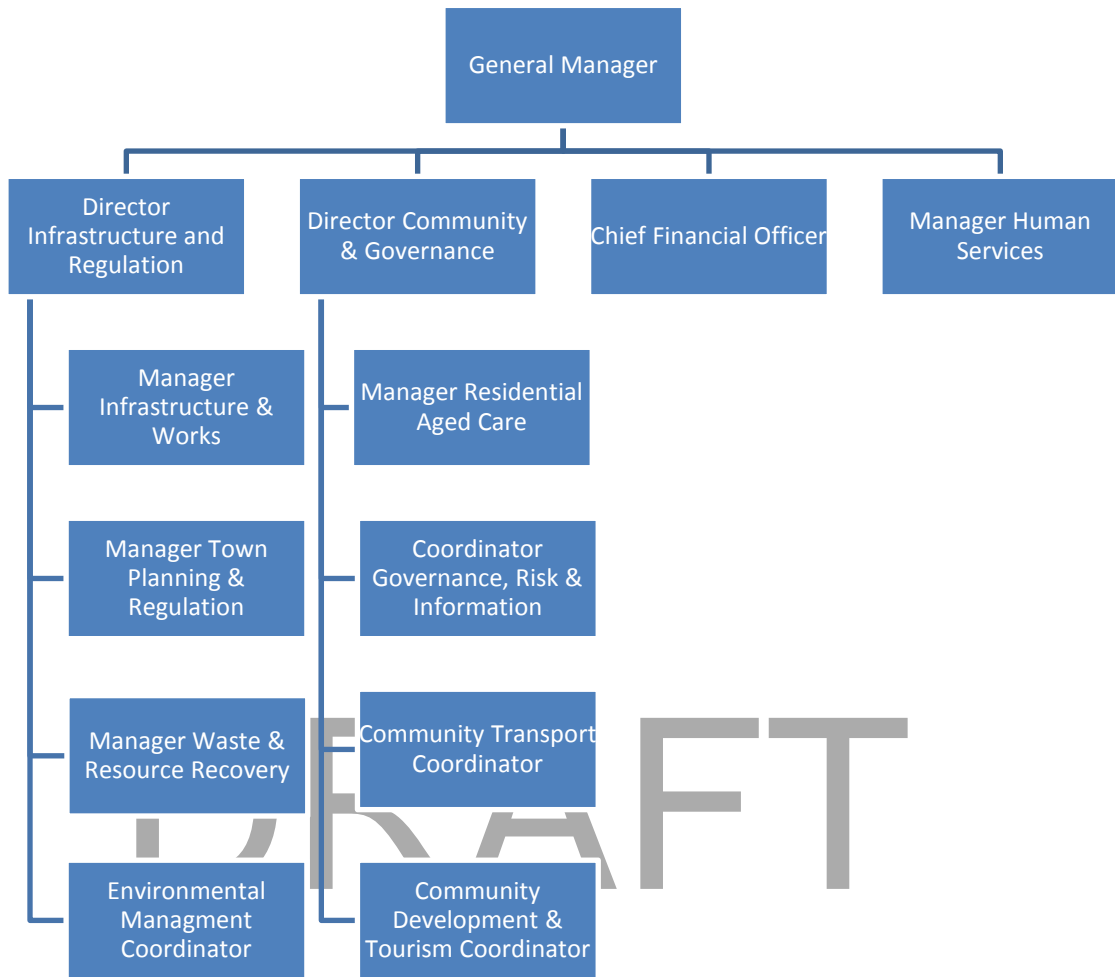 General Manager
Director
Infrastructure and
Regulation
Director Community
& Governance
Chief Financial Officer
Manager Human
Services
Manager
Infrastructure &
Works
Manager Residential
Aged Care
Manager Town
Planning &
Regulation
Coordinator
Governance, Risk &
Information
Manager Waste &
Resource Recovery
Community Transport
Coordinator
Environmental
Managment
Coordinator
Community
Development &
Tourism Coordinator
DRAFT